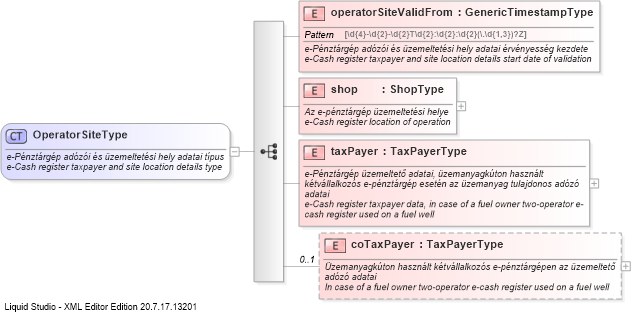 E operatorSiteValidFrom : GenericTimestampType
Pattern [\d{4}-\d{2}-\d{2}T\d{2}:\d{2}:\d{2}(\.\d{1,3})?Z]
e-Pénztárgép adózói és üzemeltetési hely adatai érvényesség kezdete
e-Cash register taxpayer and site location details start date of validation
E shop : ShopType
Az e-pénztárgép üzemeltetési helye
e-Cash register location of operation
CT OperatorSiteType
e-Pénztárgép adózói és üzemeltetési hely adatai típus
e-Cash register taxpayer and site location details type
E taxPayer : TaxPayerType
e-Pénztárgép üzemeltető adatai, üzemanyagkúton használt
kétvállalkozós e-pénztárgép esetén az üzemanyag tulajdonos adózó
adatai
e-Cash register taxpayer data, in case of a fuel owner two-operator e-
cash register used on a fuel well
0..1
E coTaxPayer : TaxPayerType
Üzemanyagkúton használt kétvállalkozós e-pénztárgépen az üzemeltető
adózó adatai
In case of a fuel owner two-operator e-cash register used on a fuel well
Liquid Studio - XML Editor Edition 20.7.17.13201